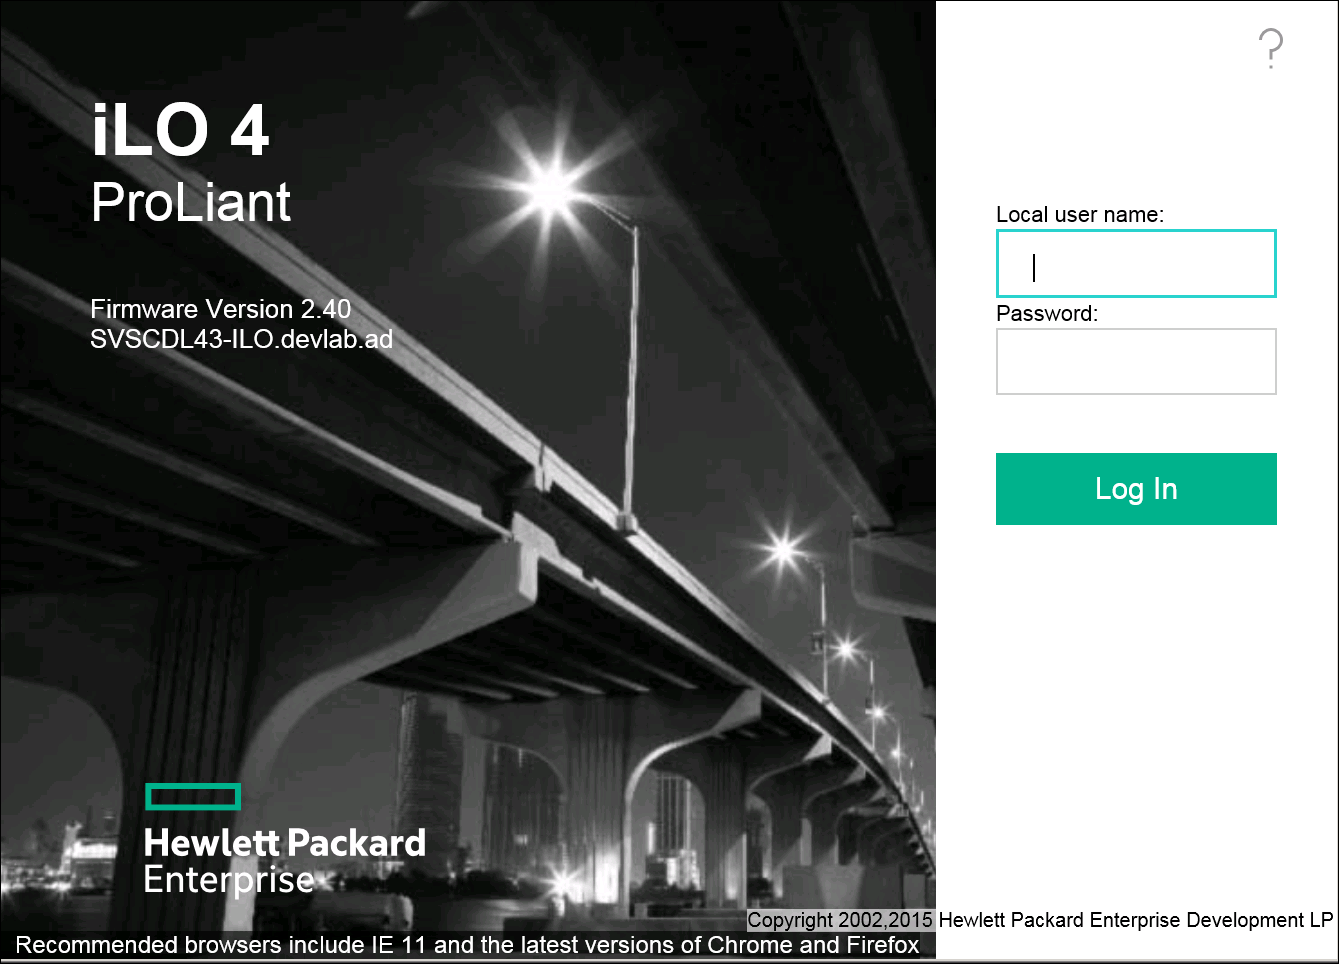 iLO 4
ProLiant
Firmware Version 2.40
SVSCDL43-ILO.devlab.ad
Hewlett Packard
Enterprise
?
Local user name:
Password:
Log In
Copyright 2002,2015 Hewlett Packard Enterprise Development LP
Recommended browsers include IE 11 and the latest versions of Chrome and Firefox